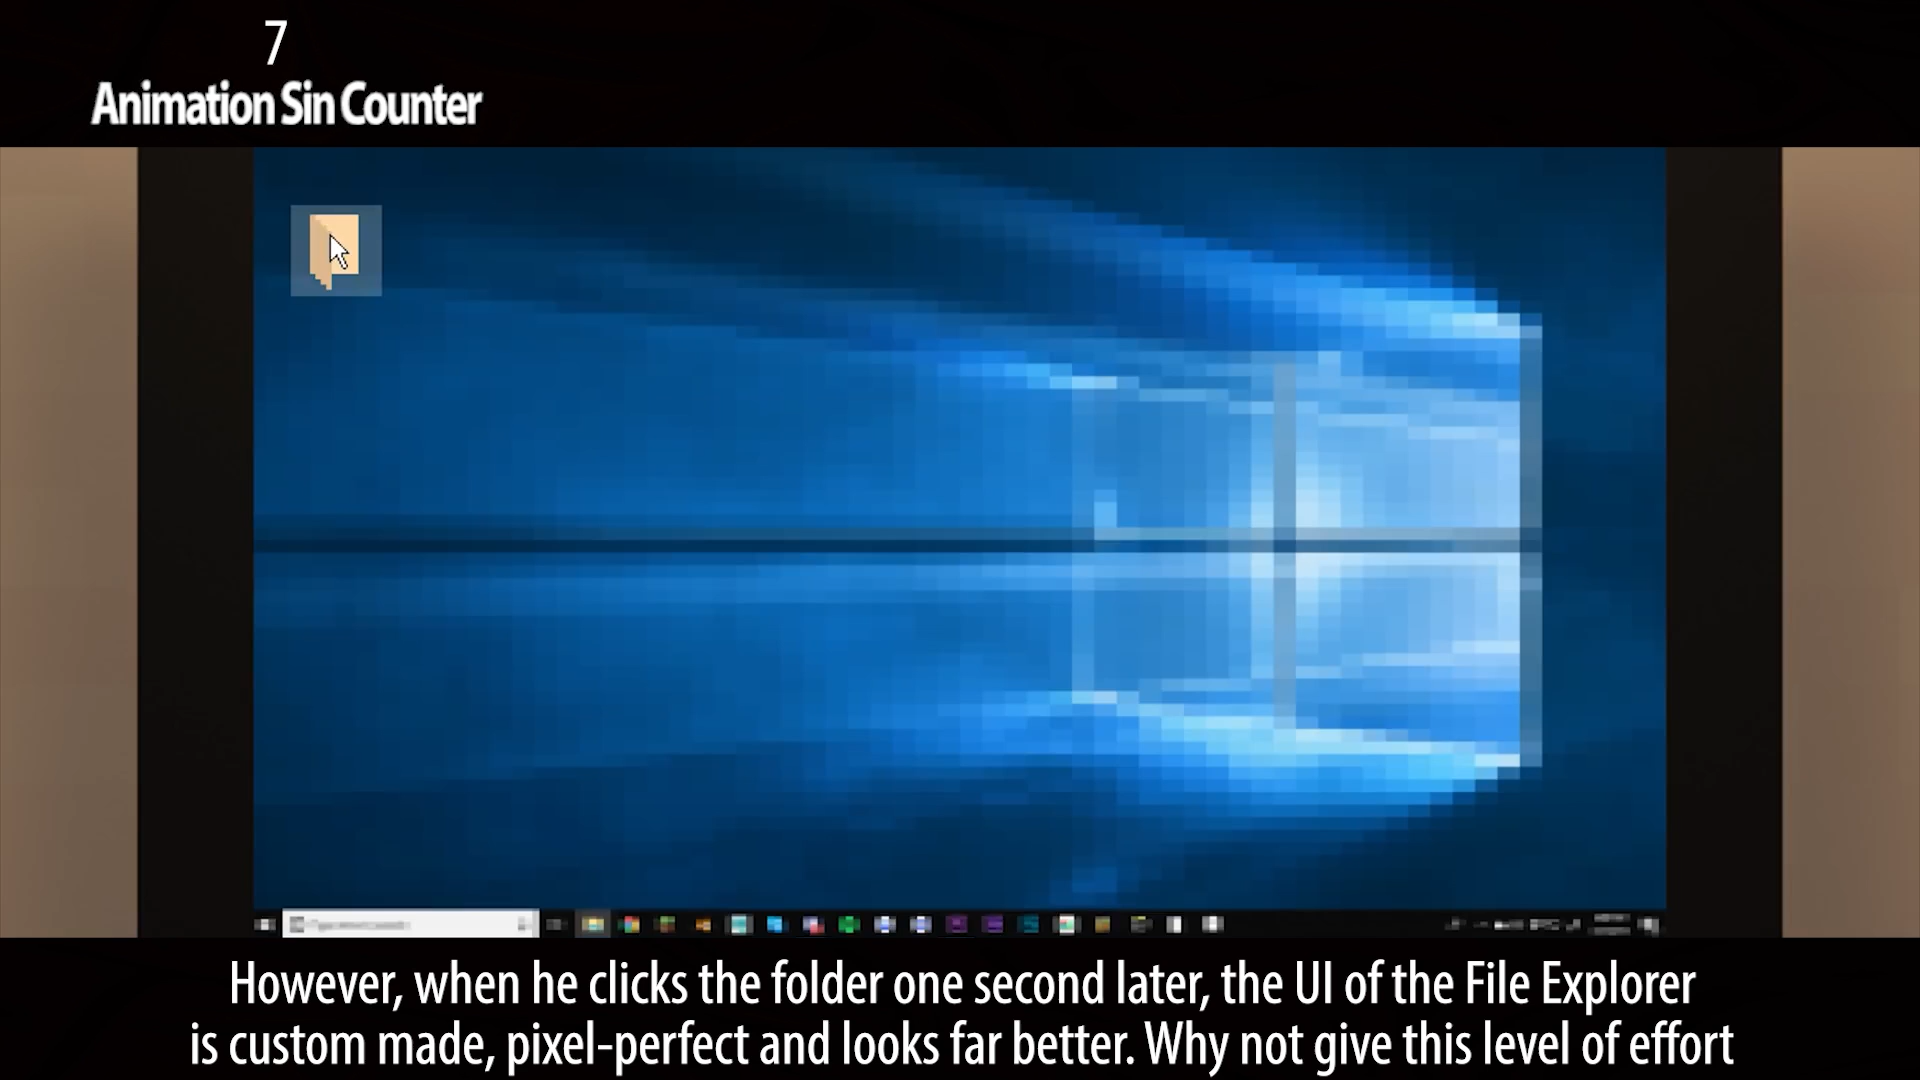 7
Animation Sin Counter
However, when he clicks the folder one second later, the UI of the File Explorer
is custom made, pixel-perfect and looks far better. Why not give this level of effort